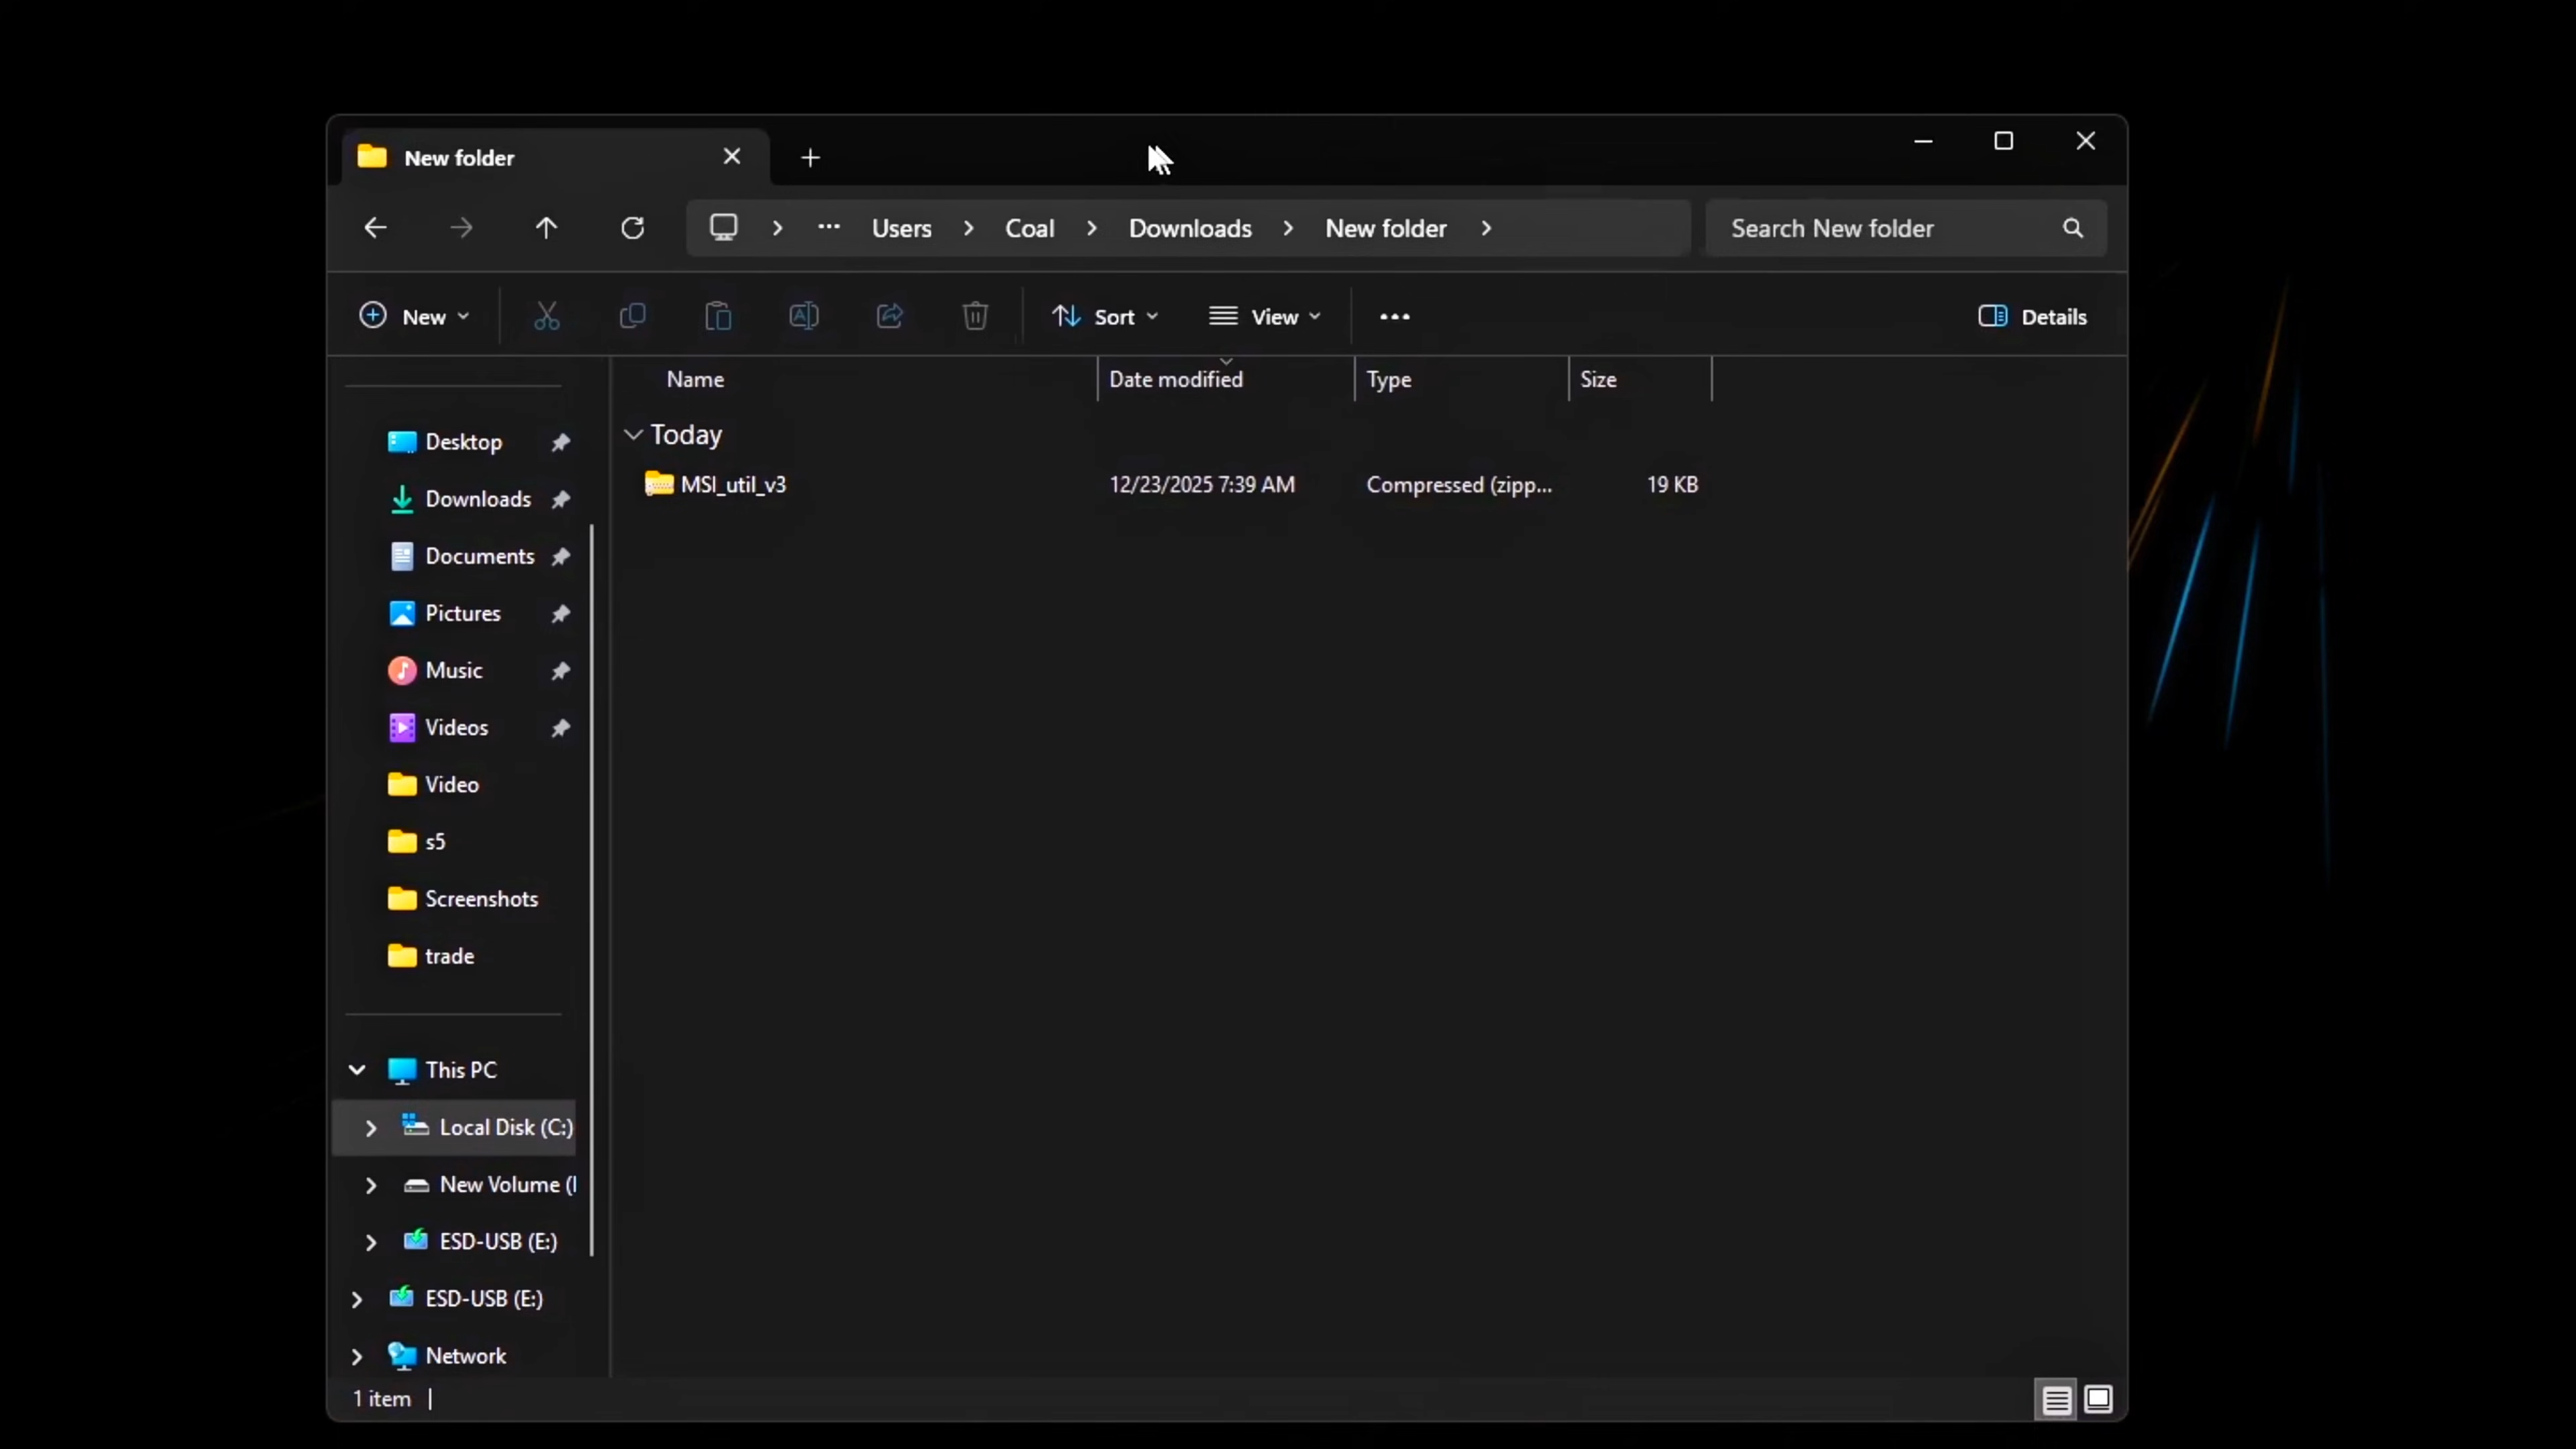 New folder
Users
Coal
Downloads
New folder
Search New folder
New
Sort
View
Details
Name
Date modified
Type
Size
Today
MSI_util_v3
12/23/2025 7:39 AM
Compressed (zipp...
19 KB
Desktop
Downloads
Documents
Pictures
Music
Videos
Video
s5
Screenshots
trade
This PC
Local Disk (C:)
New Volume (
ESD-USB (E:)
ESD-USB (E:)
Network
1 item